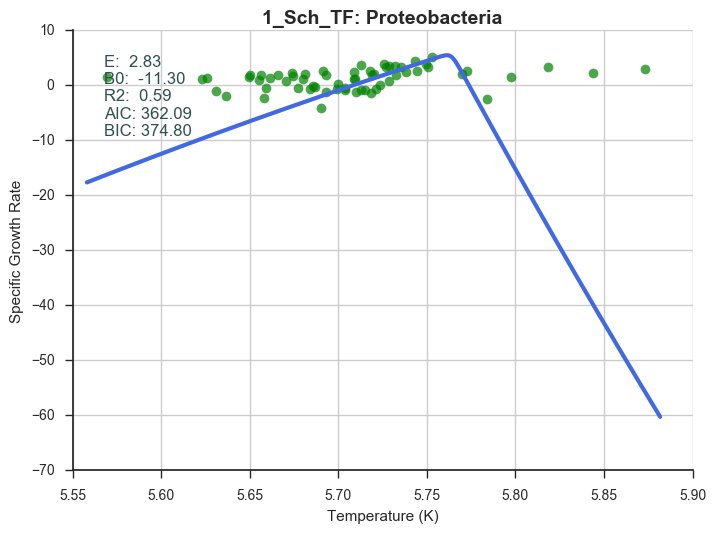 1_Sch_TF: Proteobacteria
10
0
−10
−20
−30
−40
−50
−60
−70
Specific Growth Rate
E: 2.83
B0: -11.30
R2: 0.59
AIC: 362.09
BIC: 374.80
5.55 5.60 5.65 5.70 5.75 5.80 5.85 5.90
Temperature (K)